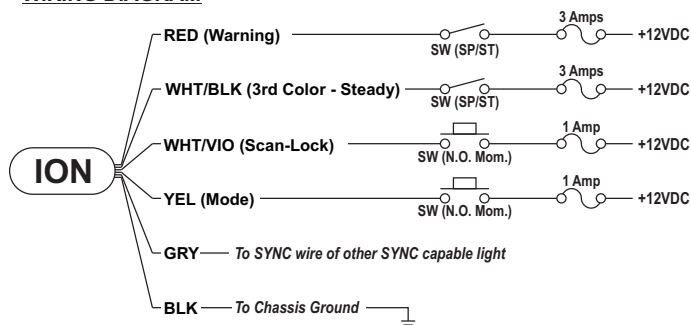 WIRING DIAGRAM
3 Amps
RED (Warning) +12VDC
SW (SP/ST)
3 Amps
WHT/BLK (3rd Color - Steady) +12VDC
SW (SP/ST)
1 Amp
WHT/VIO (Scan-Lock) +12VDC
SW (N.O. Mom.)
ION
1 Amp
YEL (Mode) +12VDC
SW (N.O. Mom.)
GRY To SYNC wire of other SYNC capable light
BLK To Chassis Ground